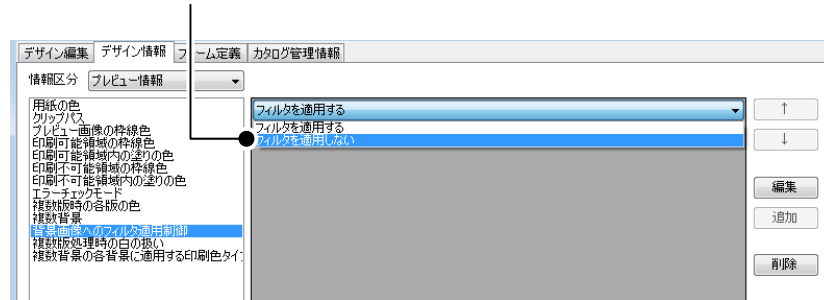 デザイン編集 デザイン情報 フレーム定義 カタログ管理情報
情報区分 プレビュー情報
用紙の色
クリップパス
プレビュー画像の枠線色
印刷可能領域の枠線色
印刷可能領域内の塗りの色
印刷不可能領域の枠線色
印刷不可能領域内の塗りの色
エラーチェックモード
複数版時の各版の色
複数背景
背景画像へのフィルタ適用制御
複数版処理時の白の扱い
複数背景の各背景に適用する印刷色タイ
フィルタを適用する
フィルタを適用する
フィルタを適用しない
↑
↓
編集
追加
削除